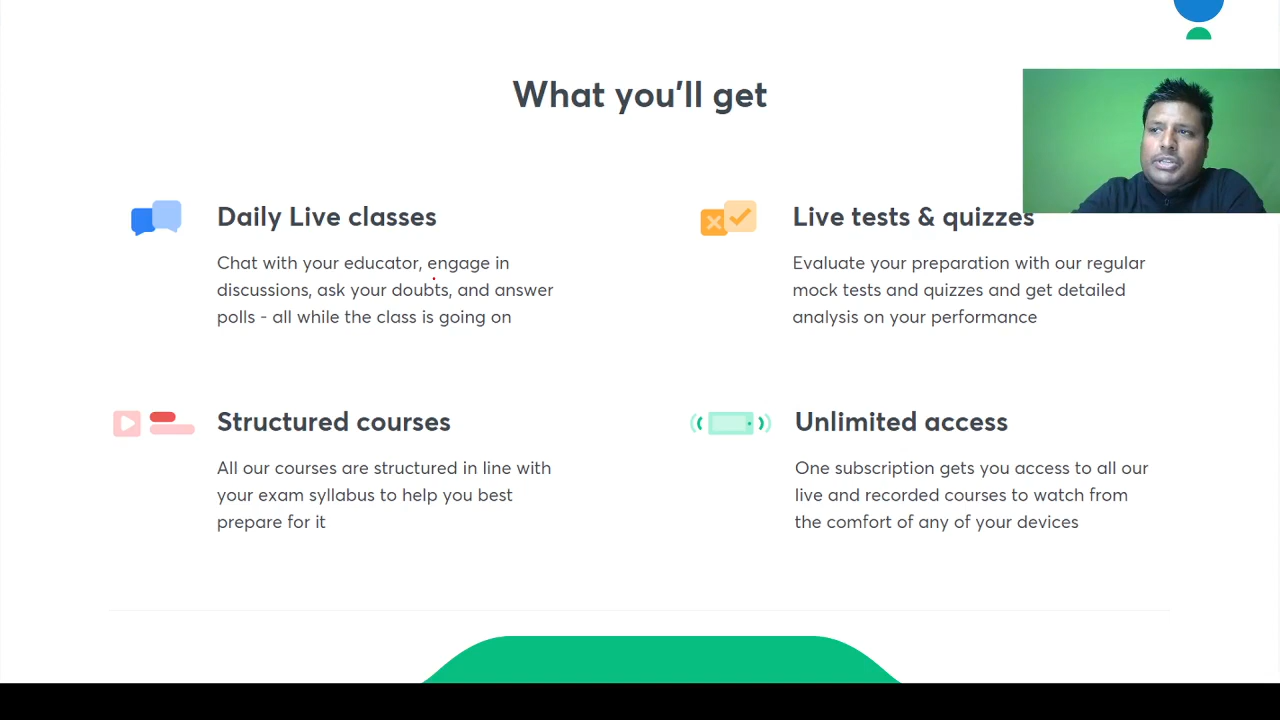 What you'll get
Daily Live classes
Chat with your educator, engage in
discussions, ask your doubts, and answer
polls - all while the class is going on
Live tests & quizzes
Evaluate your preparation with our regular
mock tests and quizzes and get detailed
analysis on your performance
Structured courses
All our courses are structured in line with
your exam syllabus to help you best
prepare for it
Unlimited access
One subscription gets you access to all our
live and recorded courses to watch from
the comfort of any of your devices